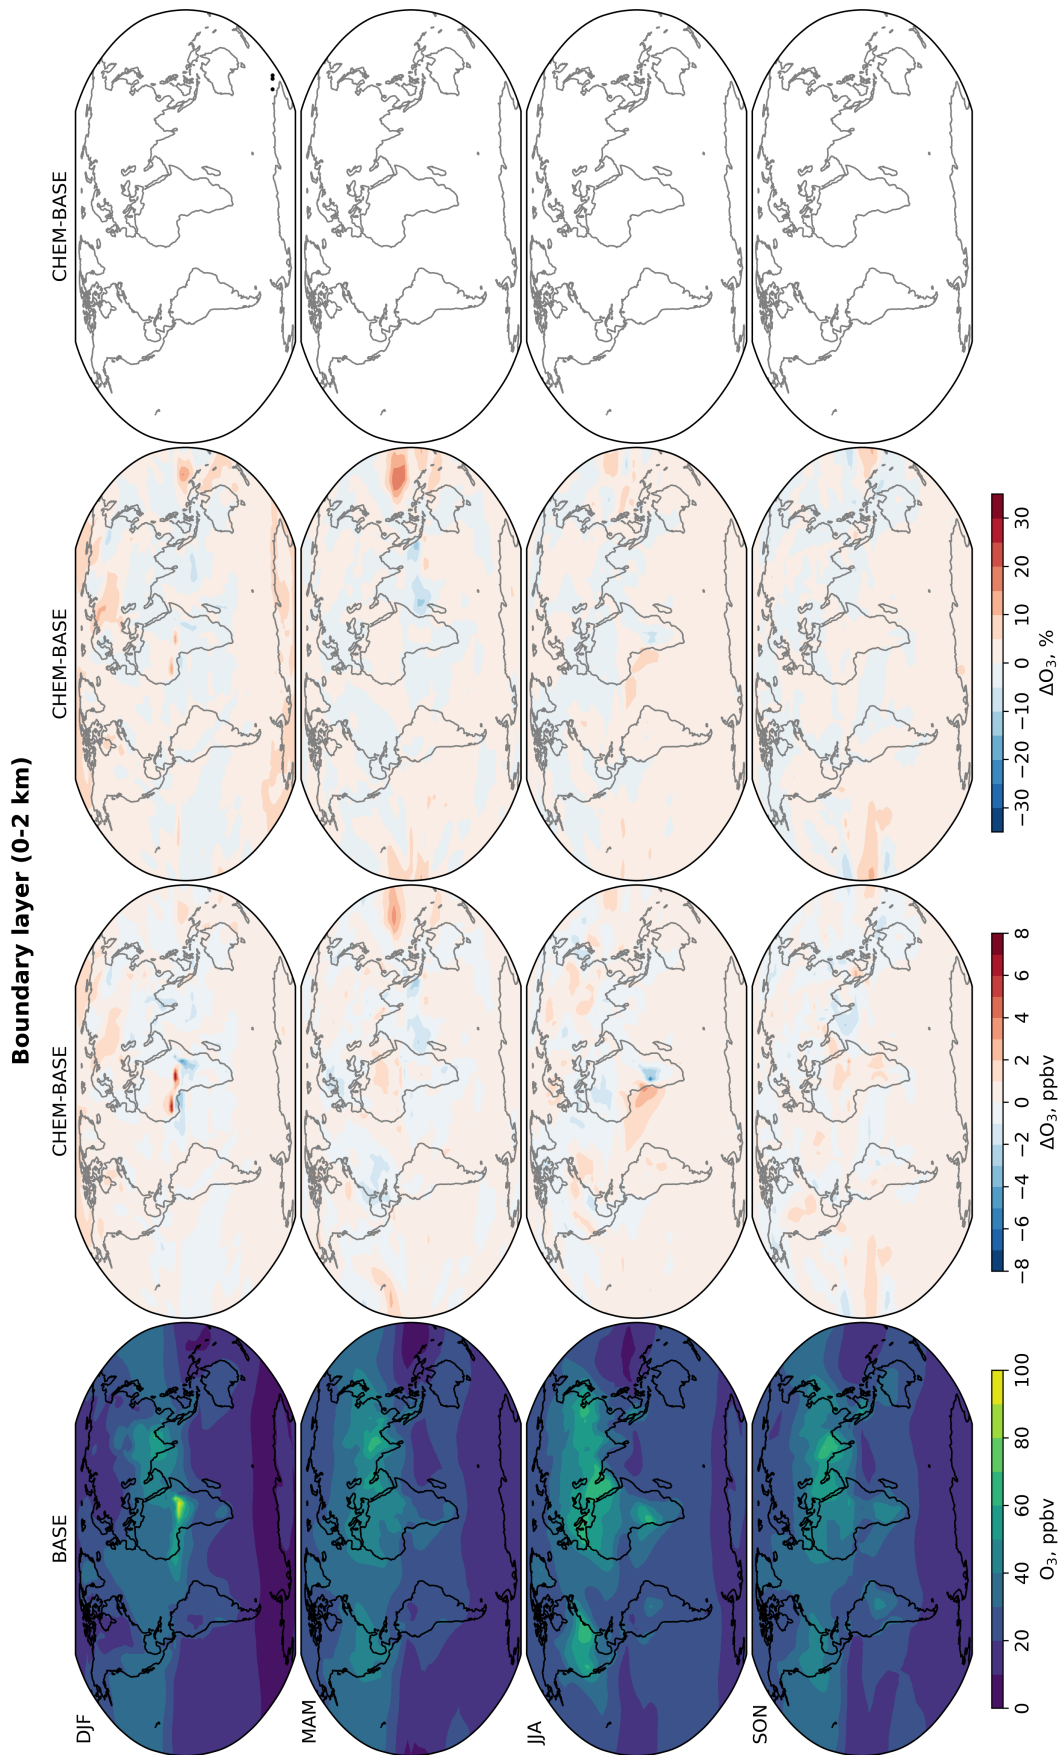 Boundary layer (0-2 km)
BASE
CHEM-BASE
CHEM-BASE
CHEM-BASE
DJF
MAM
JJA
SON
0 20 40 60 80 100
O₃, ppbv
−8 −6 −4 −2 0 2 4 6 8
ΔO₃, ppbv
−30 −20 −10 0 10 20 30
ΔO₃, %